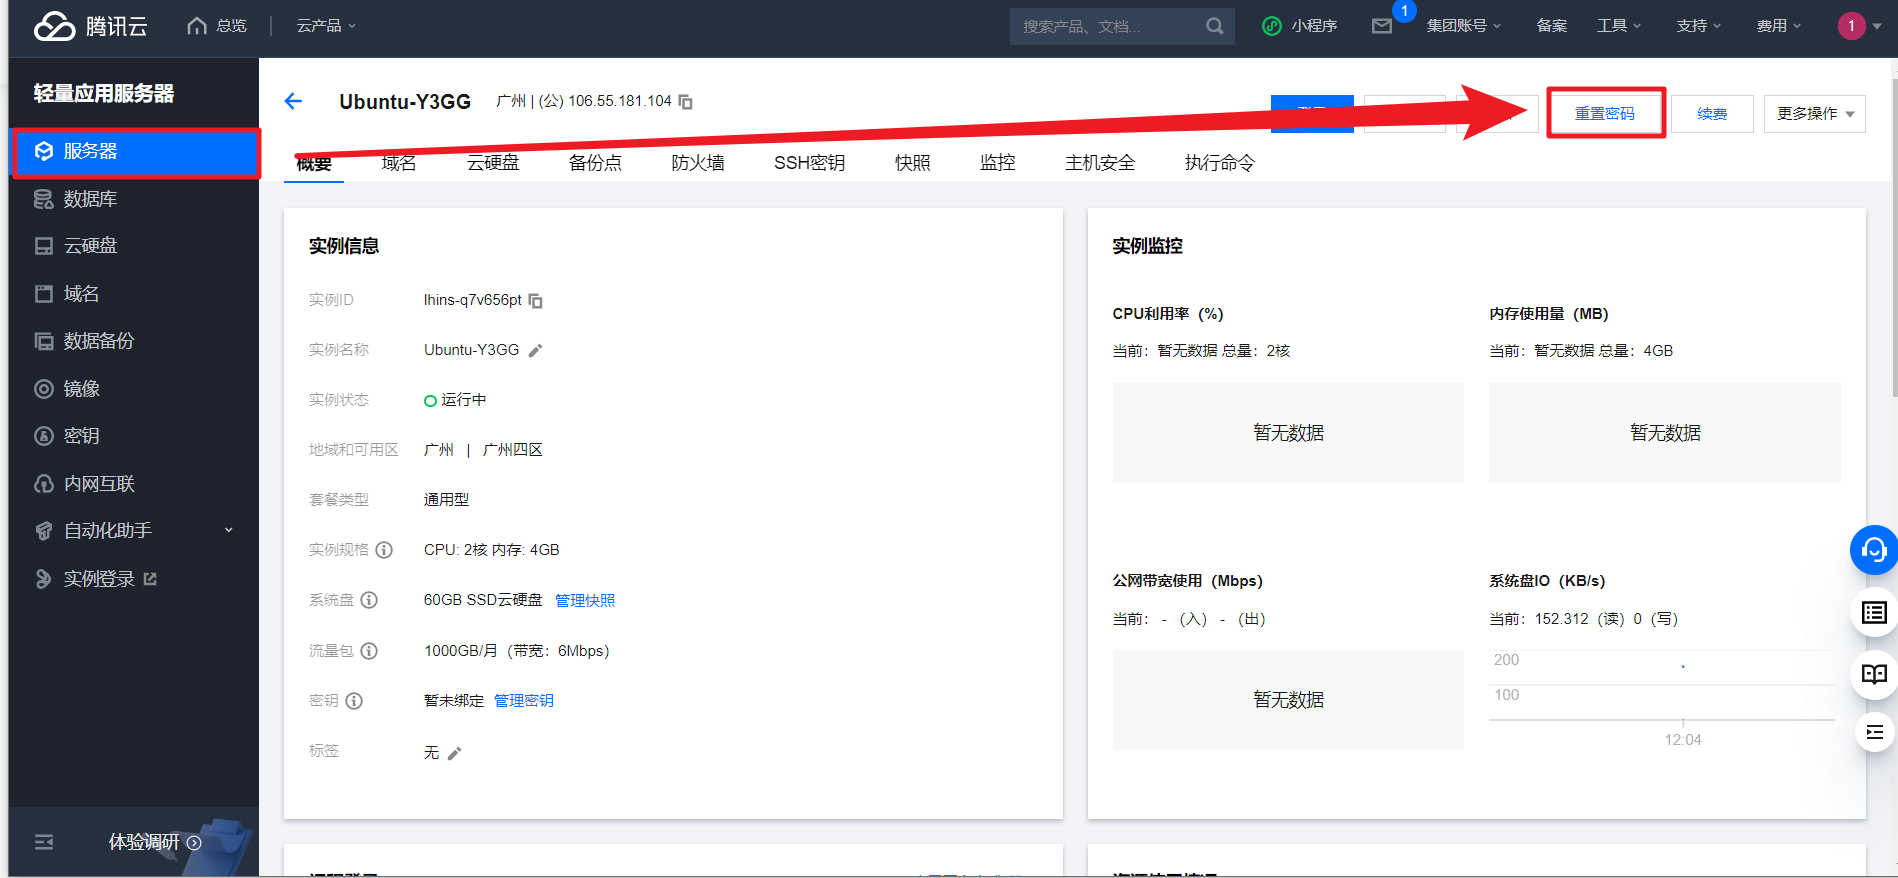 腾讯云 总览 云产品 搜索产品、文档... 小程序 1 集团账号 备案 工具 支持 费用 1
轻量应用服务器
服务器
数据库
云硬盘
域名
数据备份
镜像
密钥
内网互联
自动化助手
实例登录
体验调研
Ubuntu-Y3GG 广州 | (公) 106.55.181.104
重置密码 续费 更多操作
概要 域名 云硬盘 备份点 防火墙 SSH密钥 快照 监控 主机安全 执行命令
实例信息
实例ID lhins-q7v656pt
实例名称 Ubuntu-Y3GG
实例状态 运行中
地域和可用区 广州 | 广州四区
套餐类型 通用型
实例规格 CPU: 2核 内存: 4GB
系统盘 60GB SSD云硬盘 管理快照
流量包 1000GB/月（带宽：6Mbps）
密钥 暂未绑定 管理密钥
标签 无
实例监控
CPU利用率（%）
当前：暂无数据 总量：2核
暂无数据
内存使用量（MB）
当前：暂无数据 总量：4GB
暂无数据
公网带宽使用（Mbps）
当前： - （入） - （出）
暂无数据
系统盘IO（KB/s）
当前：152.312（读）0（写）
200
100
12:04